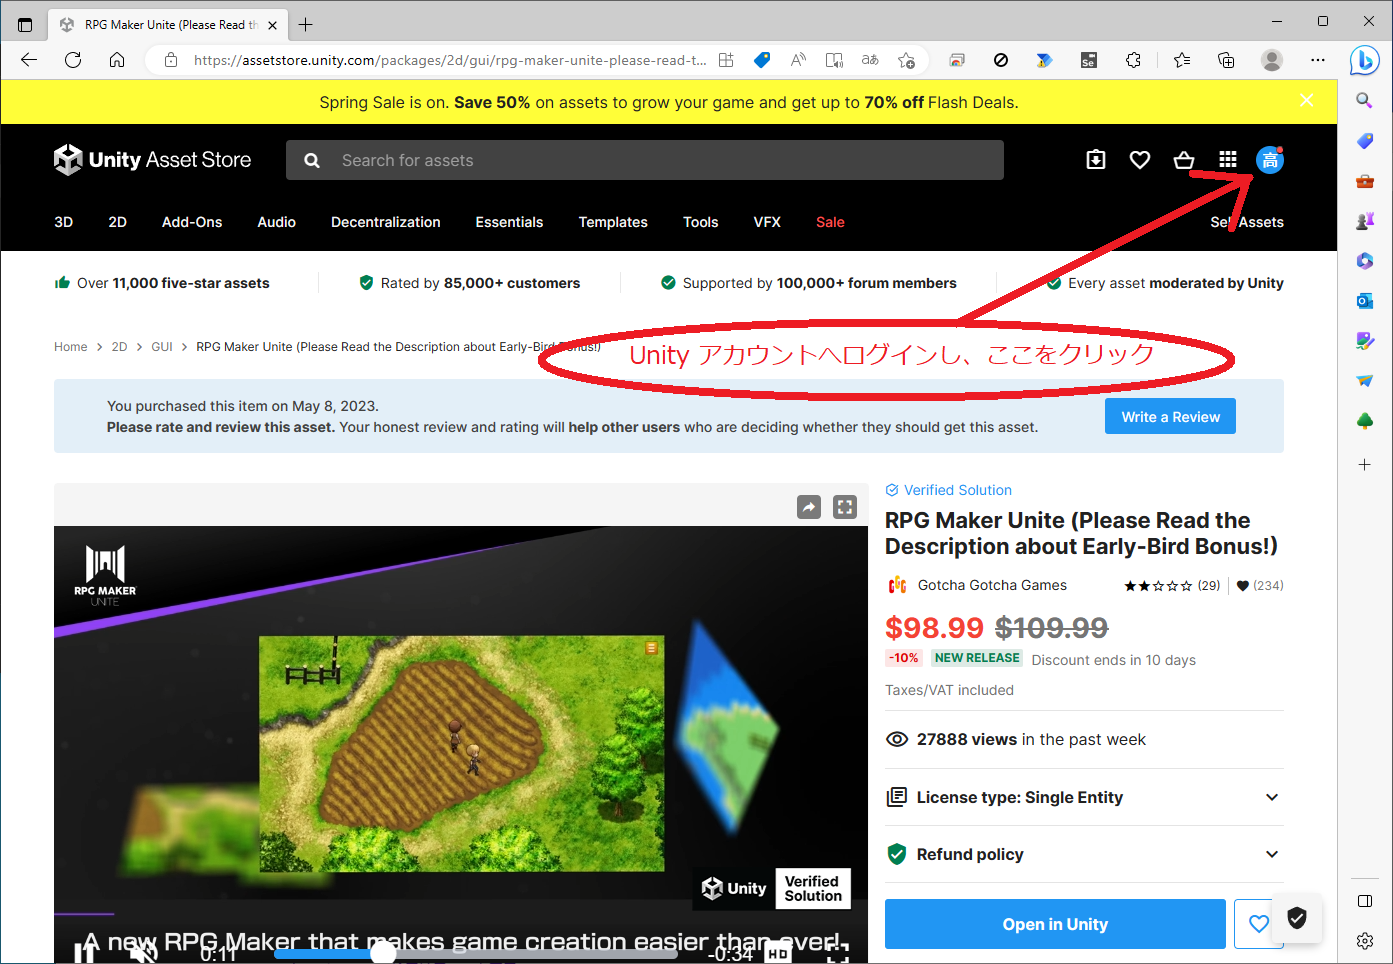 RPG Maker Unite (Please Read th
https://assetstore.unity.com/packages/2d/gui/rpg-maker-unite-please-read-t...
Spring Sale is on. Save 50% on assets to grow your game and get up to 70% off Flash Deals.
Unity Asset Store
Search for assets
高
3D 2D Add-Ons Audio Decentralization Essentials Templates Tools VFX Sale Sell Assets
Over 11,000 five-star assets
Rated by 85,000+ customers
Supported by 100,000+ forum members
Every asset moderated by Unity
Home > 2D > GUI > RPG Maker Unite (Please Read the Description about Early-Bird Bonus!)
Unity アカウントへログインし、ここをクリック
You purchased this item on May 8, 2023.
Please rate and review this asset. Your honest review and rating will help other users who are deciding whether they should get this asset.
Write a Review
RPG MAKER
UNITE
Unity
Verified
Solution
A new RPG Maker that makes game creation easier than ever!
0:11
-0:34
HD
Verified Solution
RPG Maker Unite (Please Read the
Description about Early-Bird Bonus!)
Gotcha Gotcha Games
(29)
(234)
$98.99 $109.99
-10% NEW RELEASE Discount ends in 10 days
Taxes/VAT included
27888 views in the past week
License type: Single Entity
Refund policy
Open in Unity